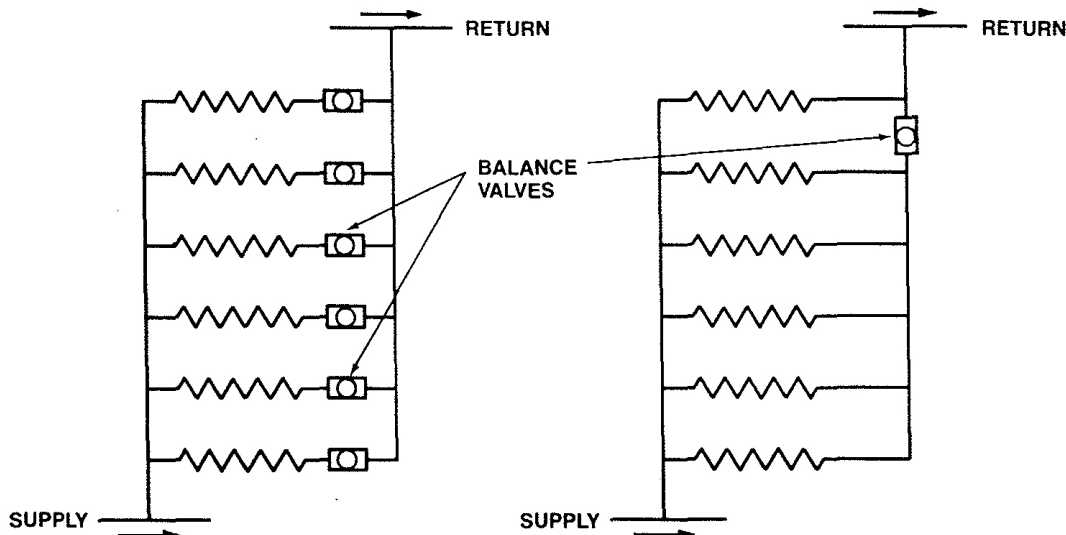 RETURN
RETURN
BALANCE
VALVES
SUPPLY
SUPPLY